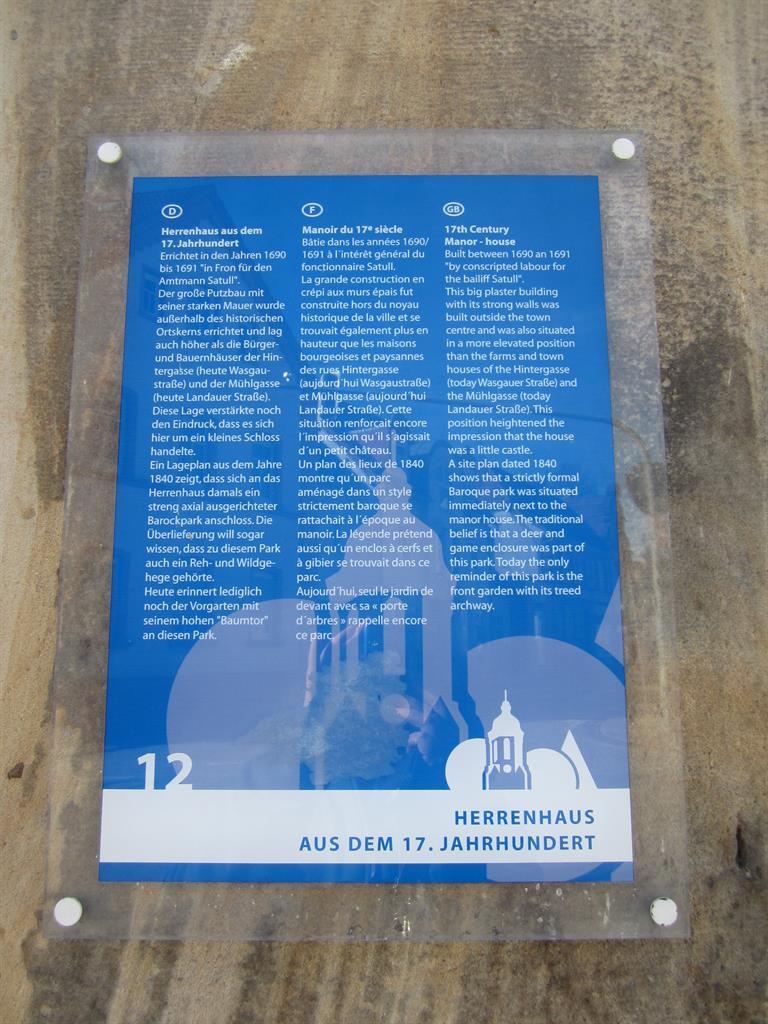 D
Herrenhaus aus dem
17. Jahrhundert
Errichtet in den Jahren 1690
bis 1691 "in Fron für den
Amtmann Satull".
Der große Putzbau mit
seiner starken Mauer wurde
außerhalb des historischen
Ortskerns errichtet und lag
auch höher als die Bürger-
und Bauernhäuser der Hin-
tergasse (heute Wasgau-
straße) und der Mühlgasse
(heute Landauer Straße).
Diese Lage verstärkte noch
den Eindruck, dass es sich
hier um ein kleines Schloss
handelte.
Ein Lageplan aus dem Jahre
1840 zeigt, dass sich an das
Herrenhaus damals ein
streng axial ausgerichteter
Barockpark anschloss. Die
Überlieferung will sogar
wissen, dass zu diesem Park
auch ein Reh- und Wildge-
hege gehörte.
Heute erinnert lediglich
noch der Vorgarten mit
seinem hohen "Baumtor"
an diesen Park.
F
Manoir du 17e siècle
Bâtie dans les années 1690/
1691 à l´intérêt général du
fonctionnaire Satull.
La grande construction en
crépi aux murs épais fut
construite hors du noyau
historique de la ville et se
trouvait également plus en
hauteur que les maisons
bourgeoises et paysannes
des rues Hintergasse
(aujourd´hui Wasgaustraße)
et Mühlgasse (aujourd´hui
Landauer Straße). Cette
situation renforcait encore
l´impression qu´il s´agissait
d´un petit château.
Un plan des lieux de 1840
montre qu´un parc
aménagé dans un style
strictement baroque se
rattachait à l´époque au
manoir. La légende prétend
aussi qu´un enclos à cerfs et
à gibier se trouvait dans ce
parc.
Aujourd´hui, seul le jardin de
devant avec sa « porte
d´arbres » rappelle encore
ce parc.
GB
17th Century
Manor - house
Built between 1690 an 1691
"by conscripted labour for
the bailiff Satull".
This big plaster building
with its strong walls was
built outside the town
centre and was also situated
in a more elevated position
than the farms and town
houses of the Hintergasse
(today Wasgauer Straße) and
the Mühlgasse (today
Landauer Straße). This
position heightened the
impression that the house
was a little castle.
A site plan dated 1840
shows that a strictly formal
Baroque park was situated
immediately next to the
manor house. The traditional
belief is that a deer and
game enclosure was part of
this park. Today the only
reminder of this park is the
front garden with its treed
archway.
12
HERRENHAUS
AUS DEM 17. JAHRHUNDERT